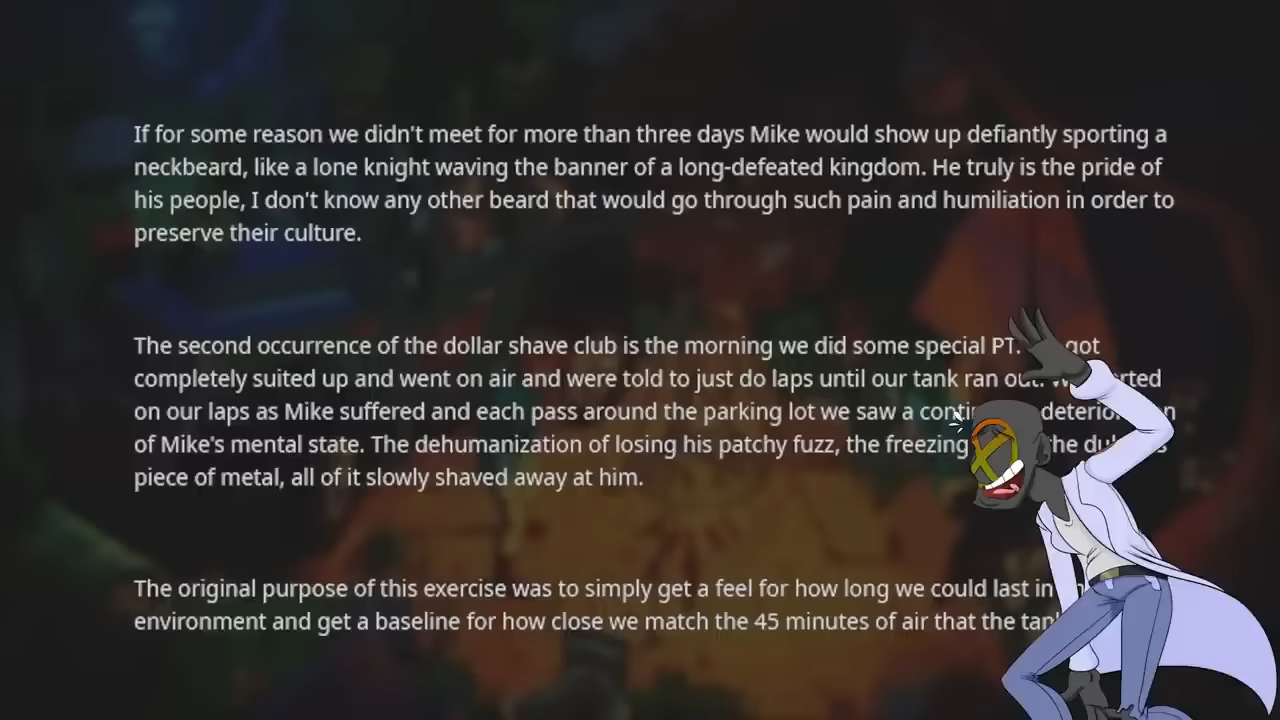 If for some reason we didn't meet for more than three days Mike would show up defiantly sporting a
neckbeard, like a lone knight waving the banner of a long-defeated kingdom. He truly is the pride of
his people, I don't know any other beard that would go through such pain and humiliation in order to
preserve their culture.
The second occurrence of the dollar shave club is the morning we did some special PT. got
completely suited up and went on air and were told to just do laps until our tank ran
on our laps as Mike suffered and each pass around the parking lot we saw a
of Mike's mental state. The dehumanization of losing his patchy fuzz, the freezing the
piece of metal, all of it slowly shaved away at him.
The original purpose of this exercise was to simply get a feel for how long we could last in
environment and get a baseline for how close we match the 45 minutes of air that the